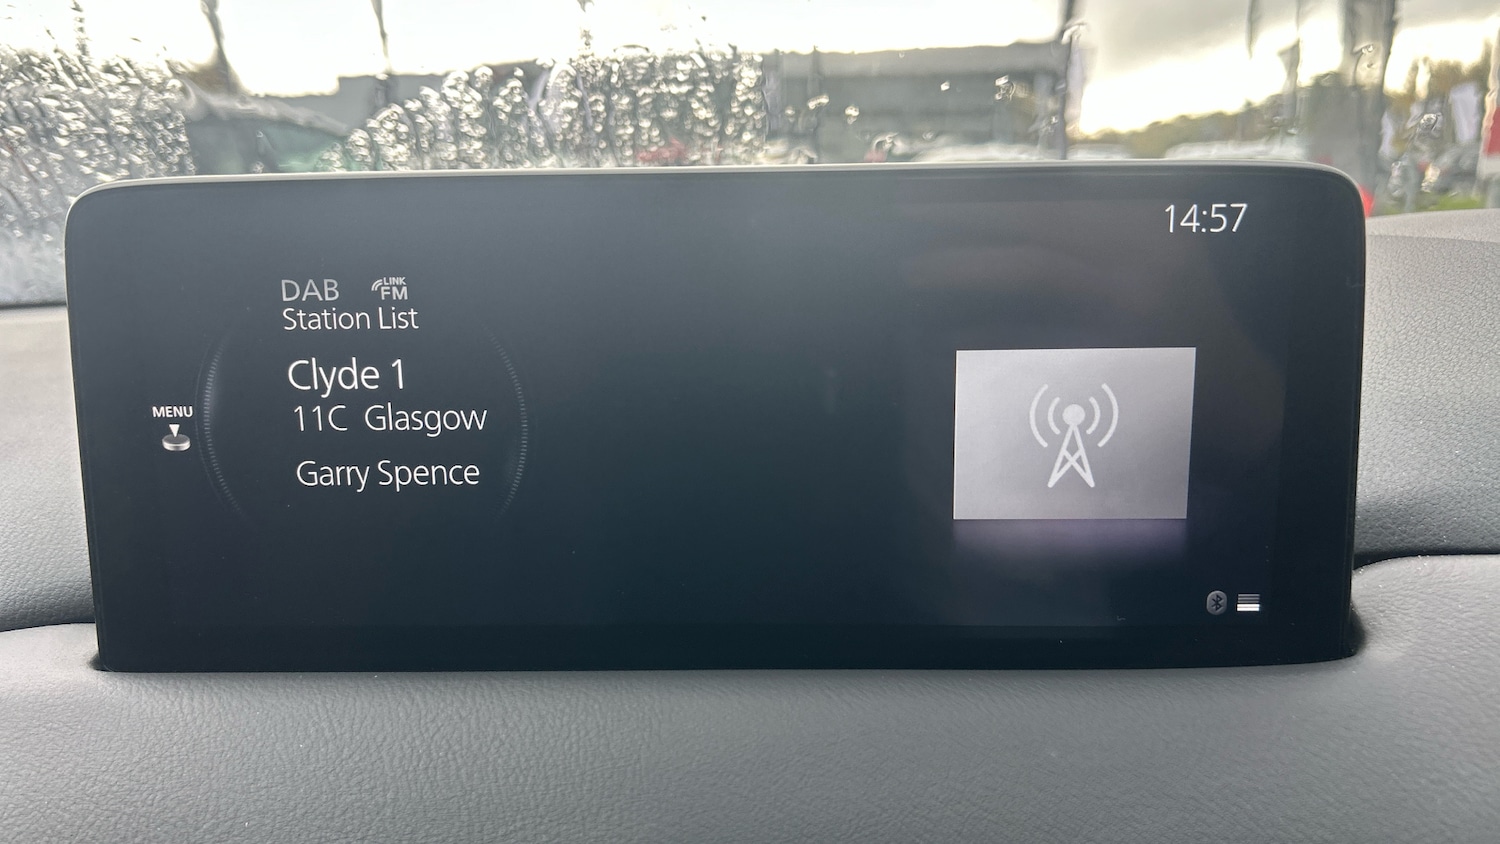 14:57
DAB LINK FM
Station List
Clyde 1
11C Glasgow
MENU
Garry Spence